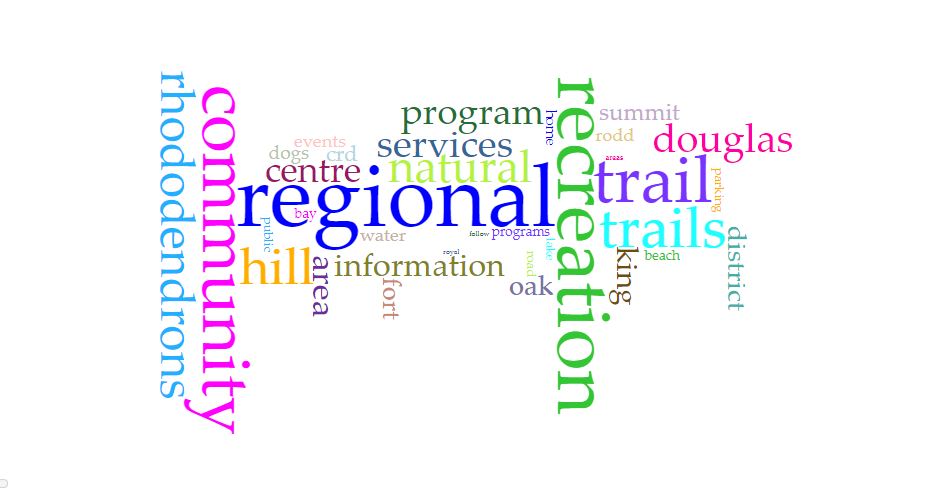 rhododendrons
community
program
home
recreation
summit
rodd
douglas
events
dogs
crd
services
centre
natural
areas
trail
parking
regional
bay
public
water
follow
programs
lake
trails
district
royal
hill
area
information
road
beach
king
fort
oak